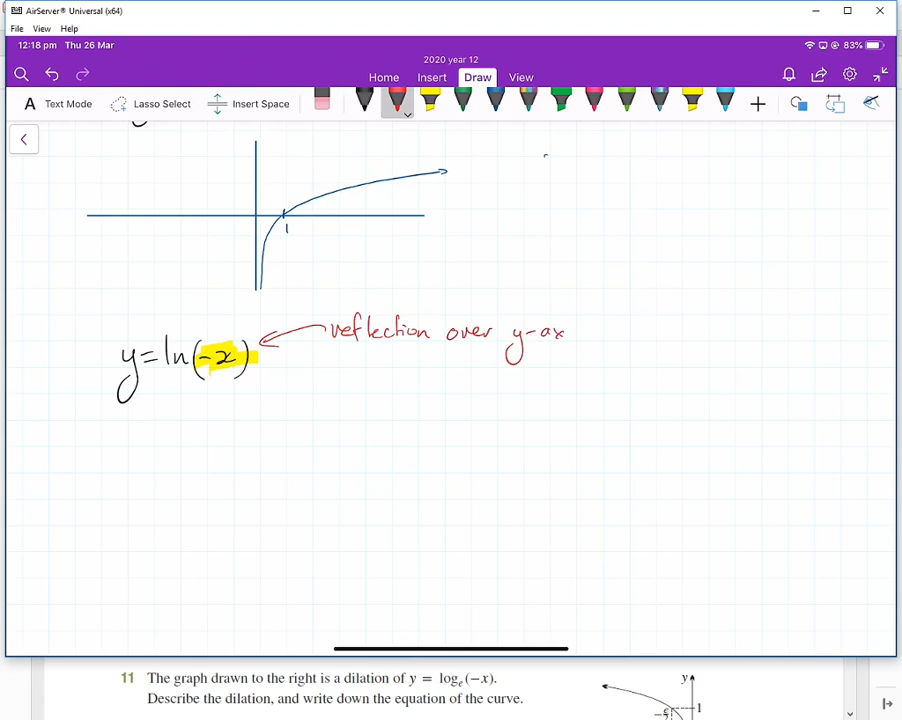 AirServer® Universal (x64)
File View Help
12:18 pm Thu 26 Mar 83%
2020 year 12
Home Insert Draw View
A Text Mode Lasso Select Insert Space
1
reflection over y-ax
y=ln(-x)
11 The graph drawn to the right is a dilation of y = logₑ(−x).
Describe the dilation, and write down the equation of the curve.
y
1